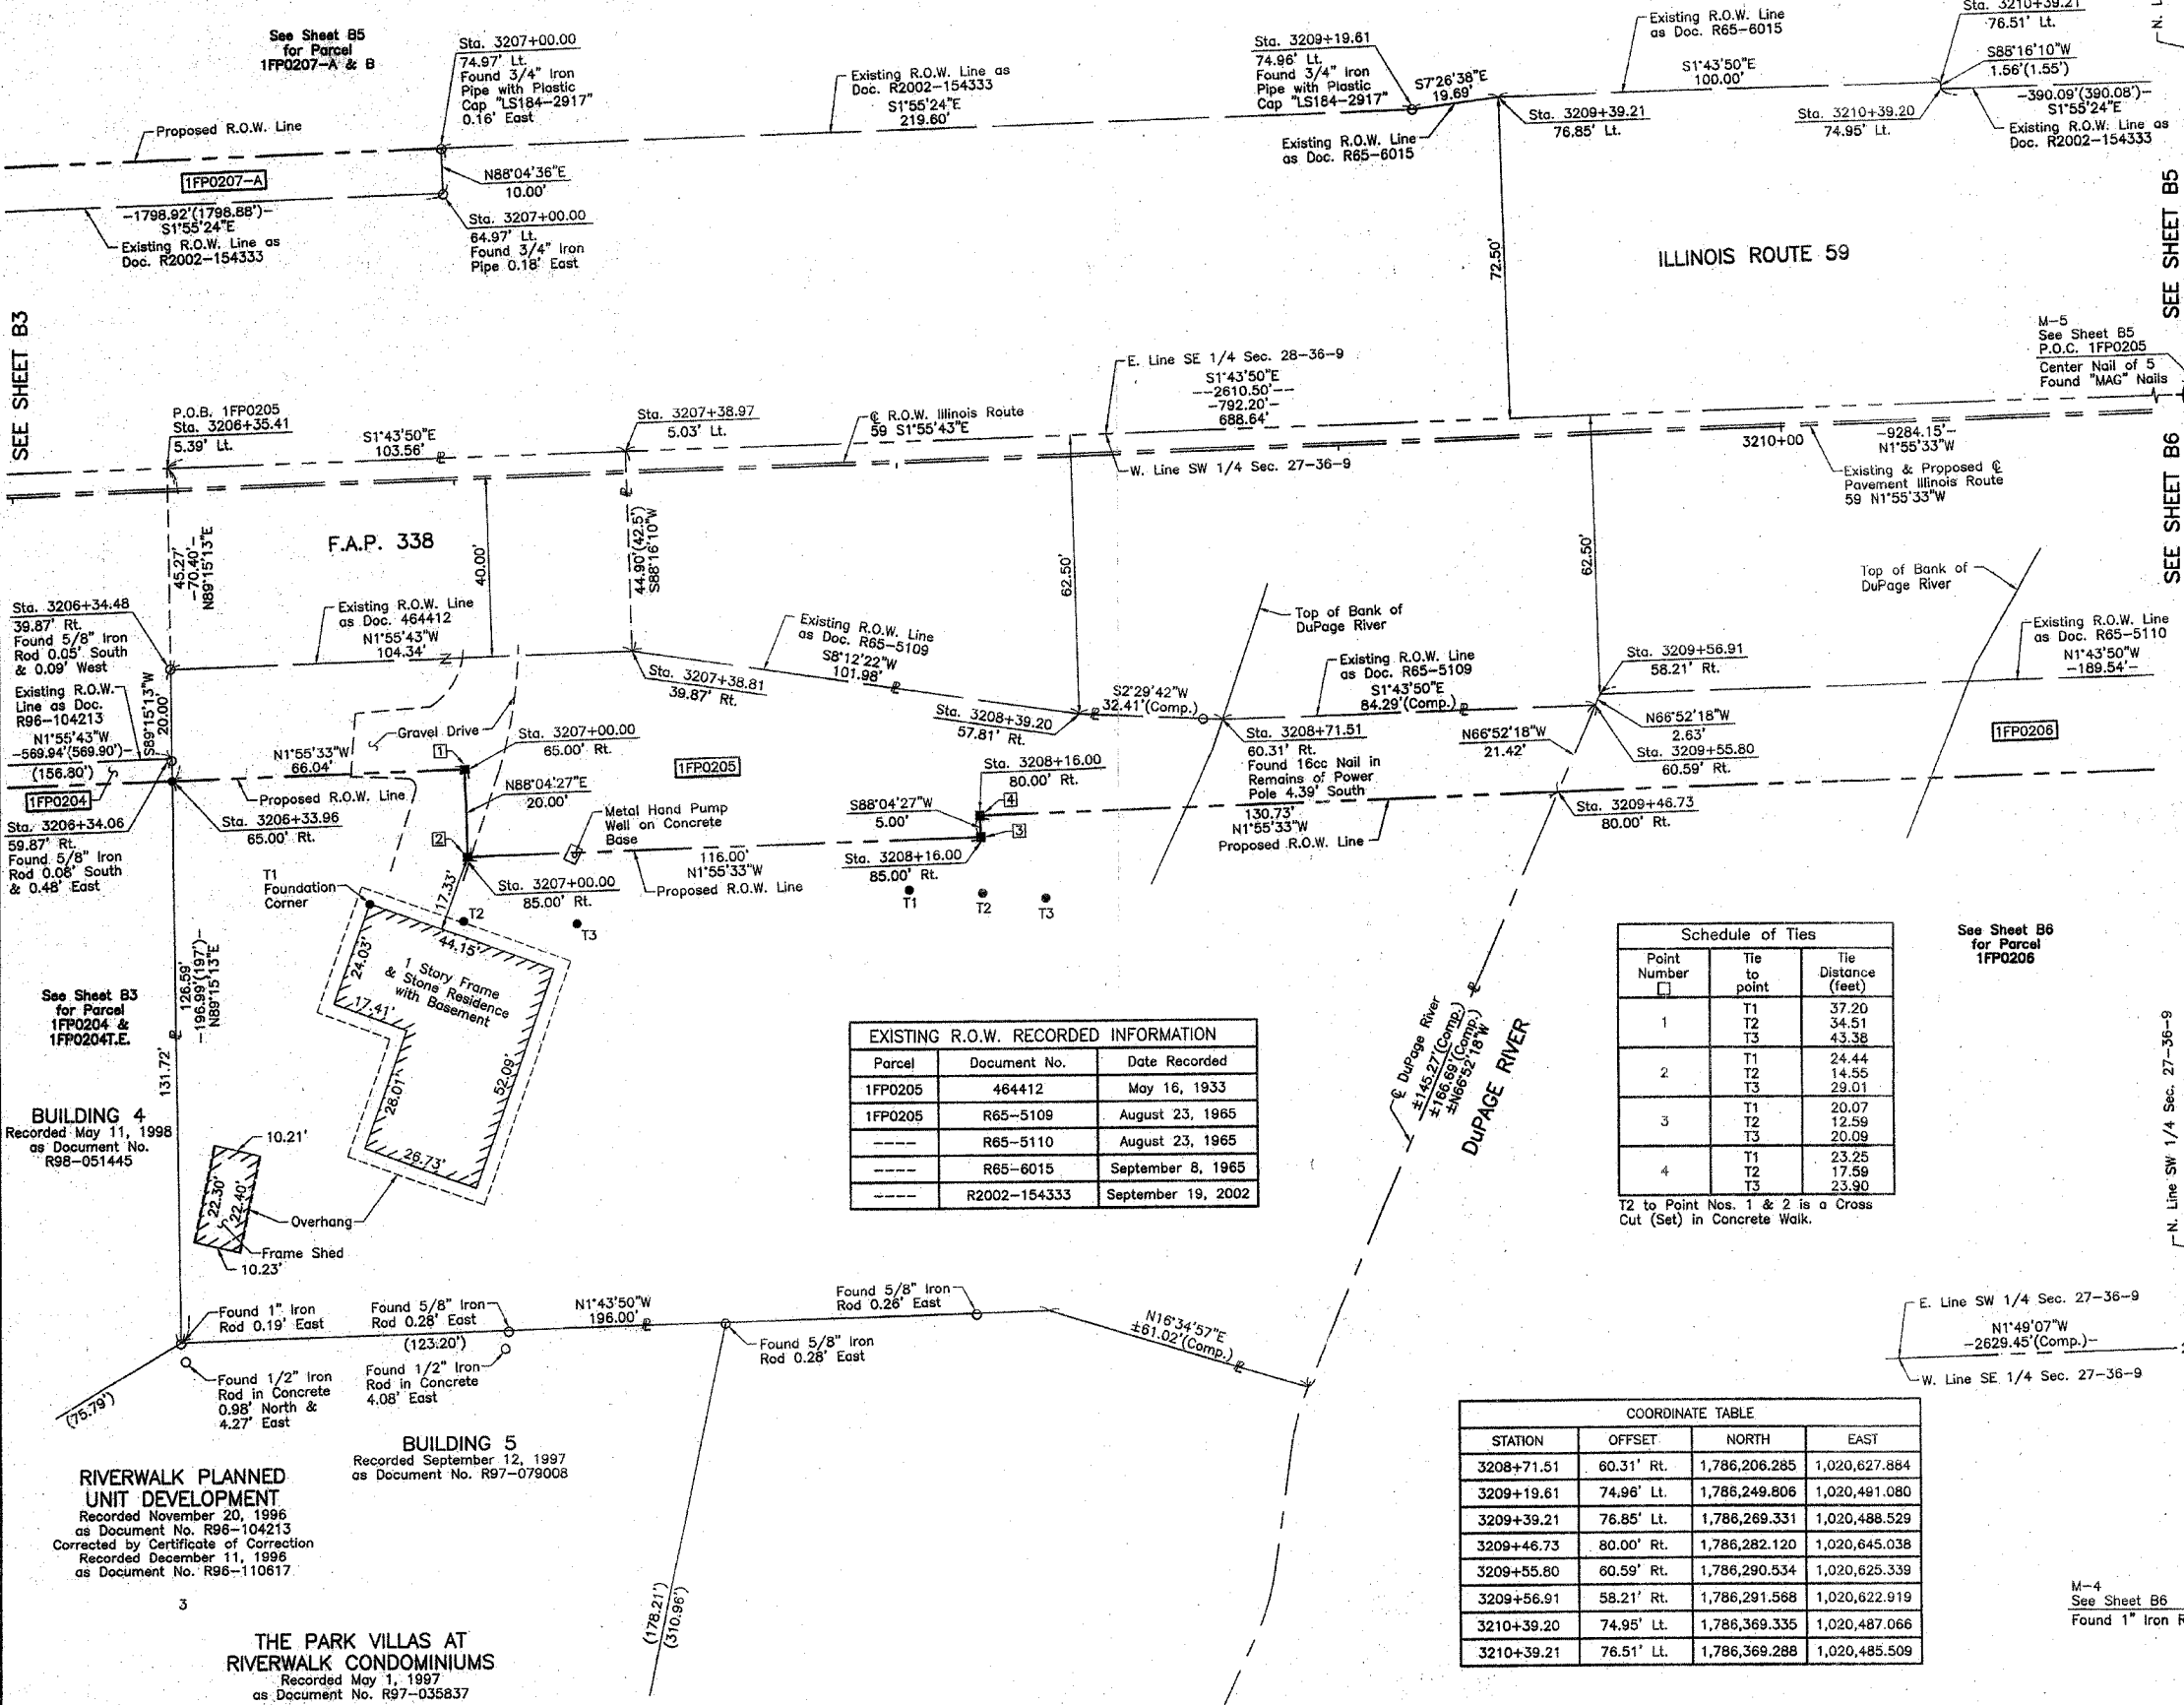 See Sheet B5
for Parcel
1FP0207-A & B
Sta. 3207+00.00
74.97' Lt.
Found 3/4" Iron
Pipe with Plastic
Cap "LS184-2917"
0.16' East
Proposed R.O.W. Line
1FP0207-A
-1798.92'(1798.88')-
S1°55'24"E
Existing R.O.W. Line as
Doc. R2002-154333
N88°04'36"E
10.00'
Sta. 3207+00.00
64.97' Lt.
Found 3/4" Iron
Pipe 0.18' East
Existing R.O.W. Line as
Doc. R2002-154333
S1°55'24"E
219.60'
Sta. 3209+19.61
74.96' Lt.
Found 3/4" Iron
Pipe with Plastic
Cap "LS184-2917"
S7°26'38"E
19.69'
Existing R.O.W. Line
as Doc. R65-6015
Existing R.O.W. Line
as Doc. R65-6015
S1°43'50"E
100.00'
Sta. 3209+39.21
76.85' Lt.
Sta. 3210+39.21
76.51' Lt.
S88°16'10"W
1.56'(1.55')
Sta. 3210+39.20
74.95' Lt.
-390.09'(390.08')-
S1°55'24"E
Existing R.O.W. Line as
Doc. R2002-154333
72.50'
ILLINOIS ROUTE 59
SEE SHEET B5
SEE SHEET B3
M-5
See Sheet B5
P.O.C. 1FP0205
Center Nail of 5
Found "MAG" Nails
P.O.B. 1FP0205
Sta. 3206+35.41
5.39' Lt.
S1°43'50"E
103.56'
Sta. 3207+38.97
5.03' Lt.
℄ R.O.W. Illinois Route
59 S1°55'43"E
E. Line SE 1/4 Sec. 28-36-9
S1°43'50"E
--2610.50'--
-792.20'-
688.64'
W. Line SW 1/4 Sec. 27-36-9
3210+00
-9284.15'-
N1°55'33"W
Existing & Proposed ℄
Pavement Illinois Route
59 N1°55'33"W
SEE SHEET B6
F.A.P. 338
45.27'
-70.40'-
N89°15'13"E
40.00'
44.90'(42.5')
S88°16'10"W
62.50'
62.50'
Sta. 3206+34.48
39.87' Rt.
Found 5/8" Iron
Rod 0.05' South
& 0.09' West
Existing R.O.W. Line
as Doc. 464412
N1°55'43"W
104.34'
Existing R.O.W. Line
as Doc. R65-5109
S8°12'22"W
101.98'
Sta. 3207+38.81
39.87' Rt.
Top of Bank of
DuPage River
Top of Bank of
DuPage River
Existing R.O.W. Line
as Doc. R65-5109
S1°43'50"E
84.29'(Comp.)
Sta. 3209+56.91
58.21' Rt.
Existing R.O.W. Line
as Doc. R65-5110
N1°43'50"W
-189.54'-
S2°29'42"W
32.41'(Comp.)
Sta. 3208+39.20
57.81' Rt.
Sta. 3208+71.51
60.31' Rt.
Found 16cc Nail in
Remains of Power
Pole 4.39' South
N66°52'18"W
21.42'
N66°52'18"W
2.63'
Sta. 3209+55.80
60.59' Rt.
1FP0206
Existing R.O.W.
Line as Doc.
R96-104213
N1°55'43"W
-569.94'(569.90')-
(156.80')
S89°15'13"W
20.00'
1FP0204
Sta. 3206+34.06
59.87' Rt.
Found 5/8" Iron
Rod 0.06' South
& 0.48' East
N1°55'33"W
66.04'
Gravel Drive
1
Sta. 3207+00.00
65.00' Rt.
Proposed R.O.W. Line
Sta. 3206+33.96
65.00' Rt.
N88°04'27"E
20.00'
1FP0205
Metal Hand Pump
Well on Concrete
Base
2
Sta. 3207+00.00
85.00' Rt.
116.00'
N1°55'33"W
Proposed R.O.W. Line
Sta. 3208+16.00
80.00' Rt.
S88°04'27"W
5.00'
4
3
Sta. 3208+16.00
85.00' Rt.
130.73'
N1°55'33"W
Proposed R.O.W. Line
Sta. 3209+46.73
80.00' Rt.
T1
T2
T3
T1
Foundation
Corner
T2
T3
17.33'
44.15'
24.03'
17.41'
28.01'
52.09'
26.73'
1 Story Frame
& Stone Residence
with Basement
126.59'
-196.99'(197')-
N89°15'13"E
131.72'
See Sheet B3
for Parcel
1FP0204 &
1FP0204T.E.
BUILDING 4
Recorded May 11, 1998
as Document No.
R98-051445
10.21'
22.30'
22.40'
Overhang
Frame Shed
10.23'
EXISTING R.O.W. RECORDED INFORMATION
Parcel Document No. Date Recorded
1FP0205 464412 May 16, 1933
1FP0205 R65-5109 August 23, 1965
---- R65-5110 August 23, 1965
---- R65-6015 September 8, 1965
---- R2002-154333 September 19, 2002
℄ DuPage River
±145.27'(Comp.)
±166.69'(Comp.)
±N66°52'18"W
DuPAGE RIVER
Schedule of Ties
Point Number □ Tie to point Tie Distance (feet)
1 T1 37.20
T2 34.51
T3 43.38
2 T1 24.44
T2 14.55
T3 29.01
3 T1 20.07
T2 12.59
T3 20.09
4 T1 23.25
T2 17.59
T3 23.90
T2 to Point Nos. 1 & 2 is a Cross
Cut (Set) in Concrete Walk.
See Sheet B6
for Parcel
1FP0206
N. Line SW 1/4 Sec. 27-36-9
Found 1" Iron
Rod 0.19' East
Found 5/8" Iron
Rod 0.28' East
(123.20')
N1°43'50"W
196.00'
Found 5/8" Iron
Rod 0.28' East
Found 5/8" Iron
Rod 0.26' East
N16°34'57"E
±61.02'(Comp.)
(75.79')
Found 1/2" Iron
Rod in Concrete
0.98' North &
4.27' East
Found 1/2" Iron
Rod in Concrete
4.08' East
E. Line SW 1/4 Sec. 27-36-9
N1°49'07"W
-2629.45'(Comp.)-
W. Line SE 1/4 Sec. 27-36-9
BUILDING 5
Recorded September 12, 1997
as Document No. R97-079008
RIVERWALK PLANNED
UNIT DEVELOPMENT
Recorded November 20, 1996
as Document No. R96-104213
Corrected by Certificate of Correction
Recorded December 11, 1996
as Document No. R96-110617
3
THE PARK VILLAS AT
RIVERWALK CONDOMINIUMS
Recorded May 1, 1997
as Document No. R97-035837
(178.21')
(310.96')
COORDINATE TABLE
STATION OFFSET NORTH EAST
3208+71.51 60.31' Rt. 1,786,206.285 1,020,627.884
3209+19.61 74.96' Lt. 1,786,249.806 1,020,491.080
3209+39.21 76.85' Lt. 1,786,269.331 1,020,488.529
3209+46.73 80.00' Rt. 1,786,282.120 1,020,645.038
3209+55.80 60.59' Rt. 1,786,290.534 1,020,625.339
3209+56.91 58.21' Rt. 1,786,291.568 1,020,622.919
3210+39.20 74.95' Lt. 1,786,369.335 1,020,487.066
3210+39.21 76.51' Lt. 1,786,369.288 1,020,485.509
M-4
See Sheet B6
Found 1" Iron